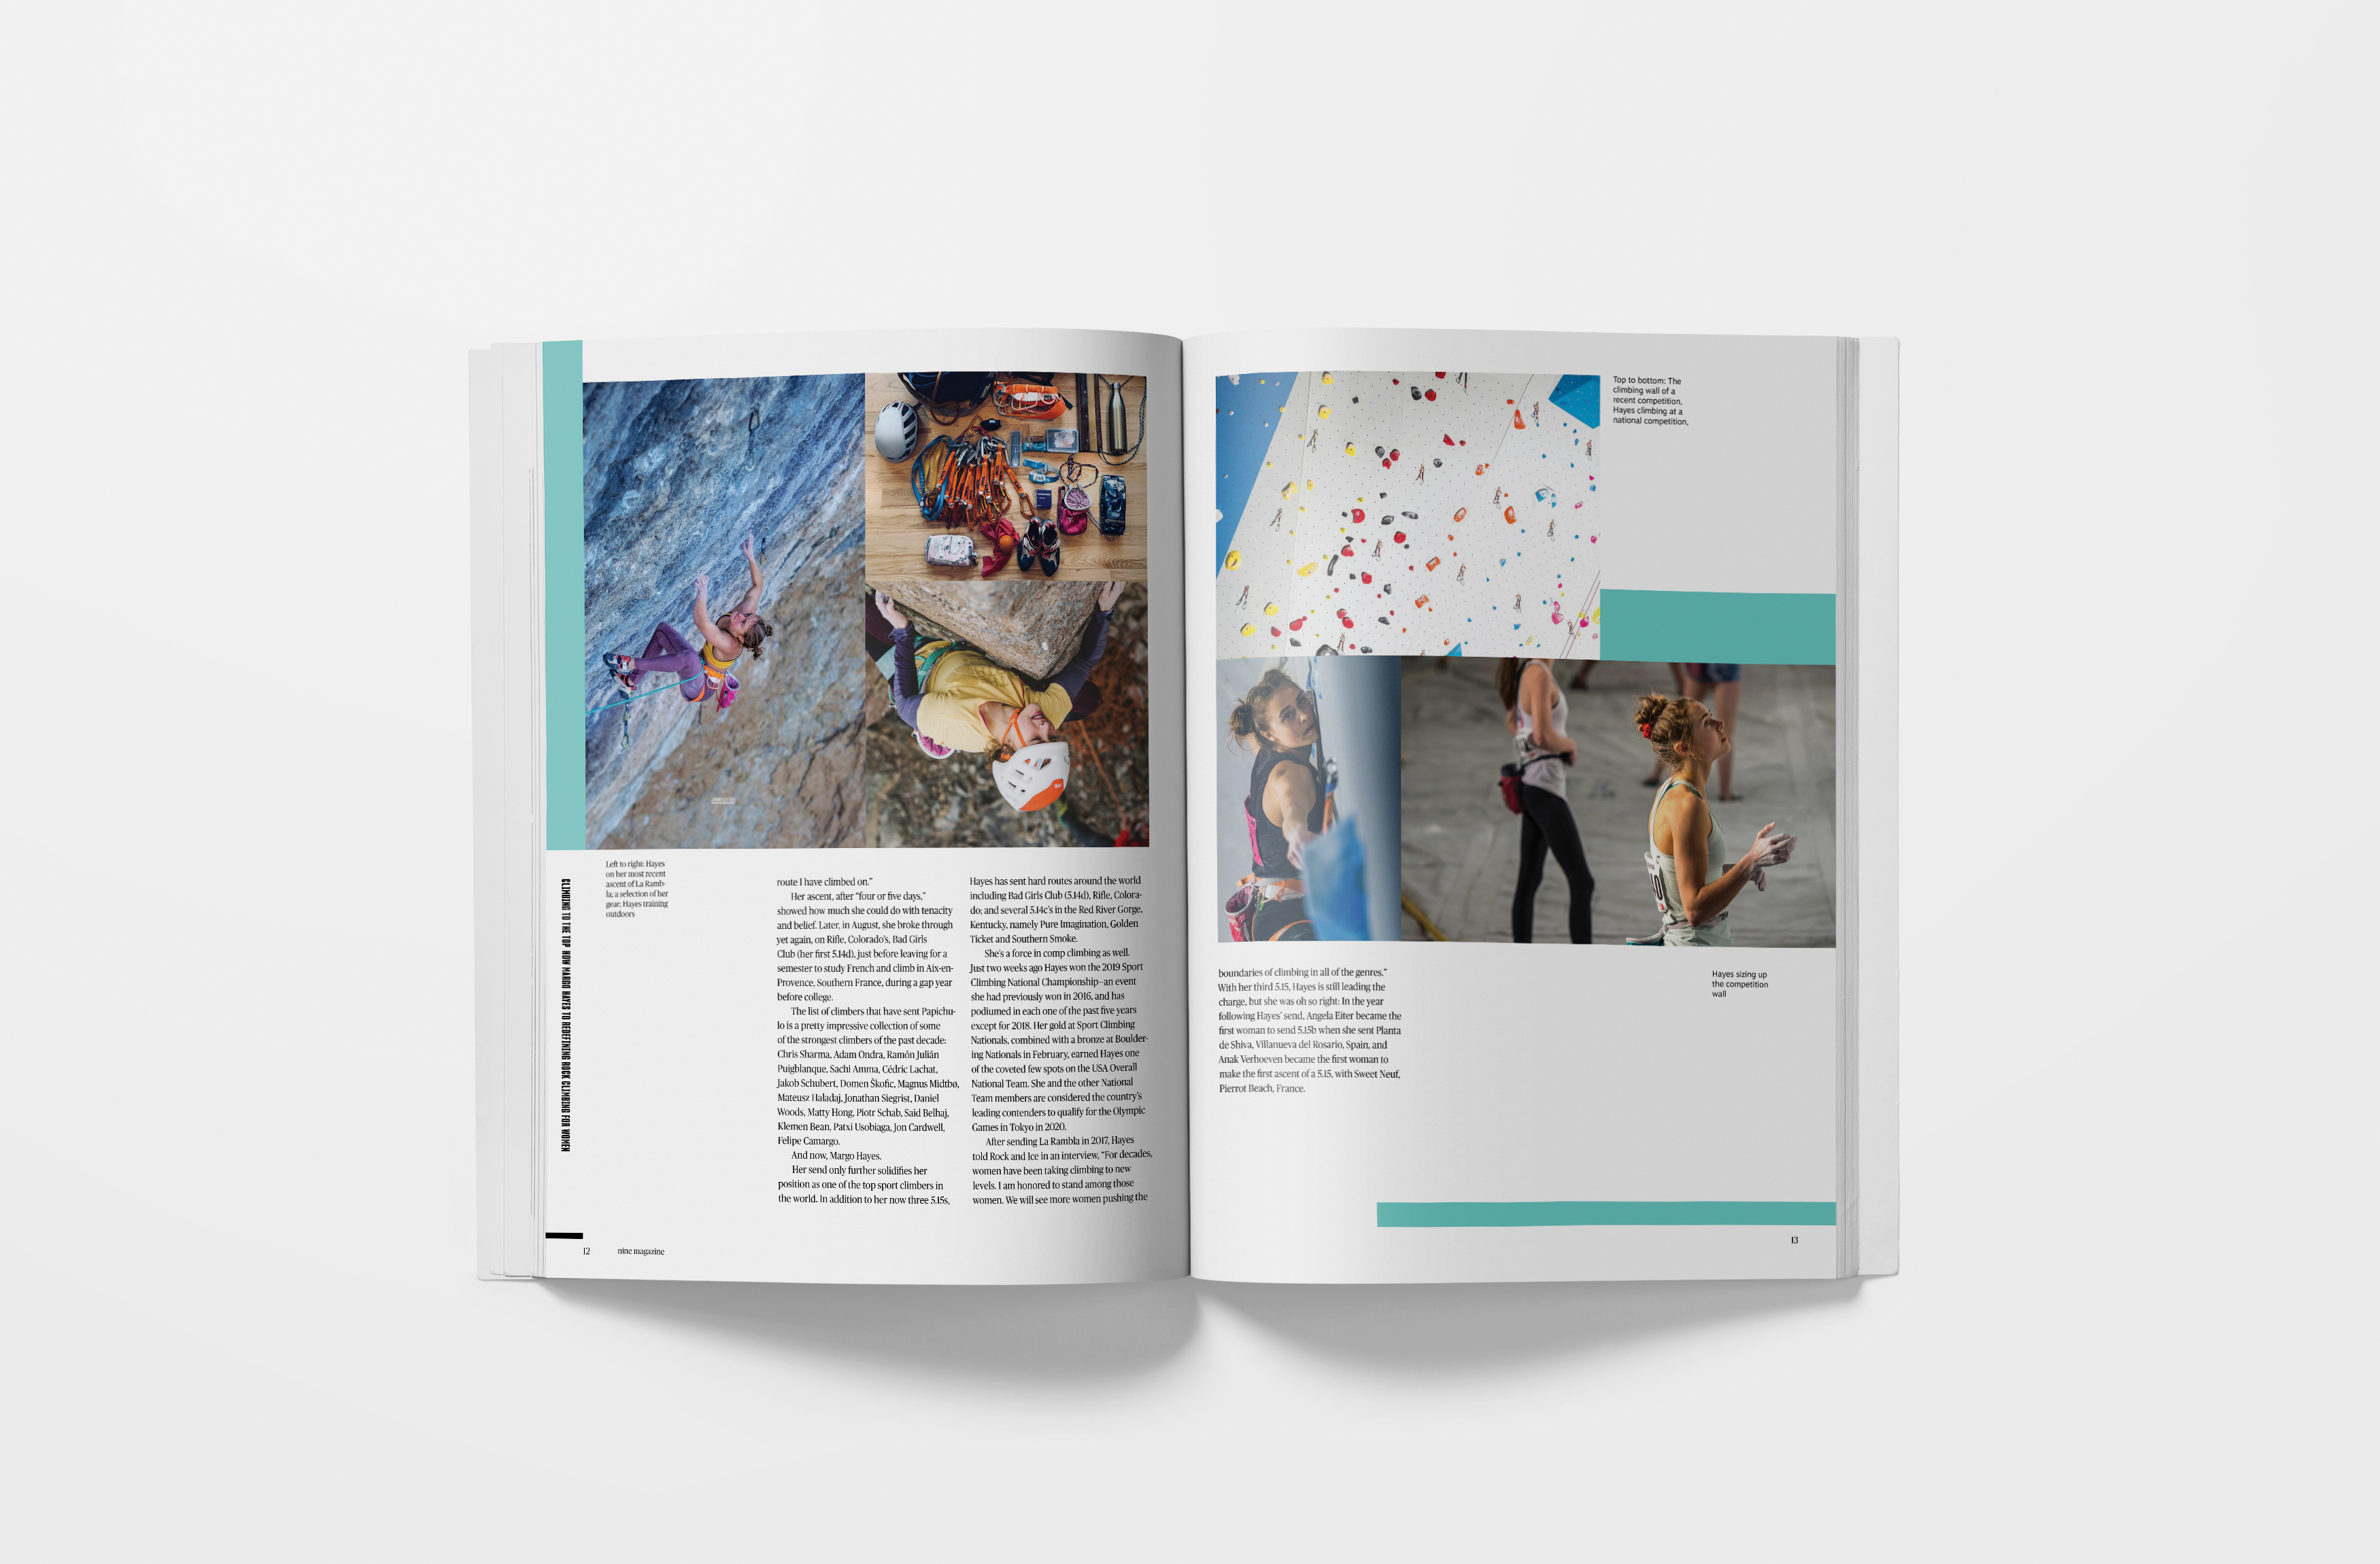 Left to right: Hayes
on her most recent
ascent of La Ramb-
la; a selection of her
gear; Hayes training
outdoors
CLIMBING TO THE TOP HOW MARGO HAYES TO REDEFINING ROCK CLIMBING FOR WOMEN
route I have climbed on.”
Her ascent, after “four or five days,”
showed how much she could do with tenacity
and belief. Later, in August, she broke through
yet again, on Rifle, Colorado’s, Bad Girls
Club (her first 5.14d), just before leaving for a
semester to study French and climb in Aix-en-
Provence, Southern France, during a gap year
before college.
The list of climbers that have sent Papichu-
lo is a pretty impressive collection of some
of the strongest climbers of the past decade:
Chris Sharma, Adam Ondra, Ramón Julián
Puigblanque, Sachi Amma, Cédric Lachat,
Jakob Schubert, Domen Škofic, Magnus Midtbø,
Mateusz Haladaj, Jonathan Siegrist, Daniel
Woods, Matty Hong, Piotr Schab, Said Belhaj,
Klemen Bean, Patxi Usobiaga, Jon Cardwell,
Felipe Camargo.
And now, Margo Hayes.
Her send only further solidifies her
position as one of the top sport climbers in
the world. In addition to her now three 5.15s,
Hayes has sent hard routes around the world
including Bad Girls Club (5.14d), Rifle, Colora-
do; and several 5.14c’s in the Red River Gorge,
Kentucky, namely Pure Imagination, Golden
Ticket and Southern Smoke.
She’s a force in comp climbing as well.
Just two weeks ago Hayes won the 2019 Sport
Climbing National Championship—an event
she had previously won in 2016, and has
podiumed in each one of the past five years
except for 2018. Her gold at Sport Climbing
Nationals, combined with a bronze at Boulder-
ing Nationals in February, earned Hayes one
of the coveted few spots on the USA Overall
National Team. She and the other National
Team members are considered the country’s
leading contenders to qualify for the Olympic
Games in Tokyo in 2020.
After sending La Rambla in 2017, Hayes
told Rock and Ice in an interview, “For decades,
women have been taking climbing to new
levels. I am honored to stand among those
women. We will see more women pushing the
12 nine magazine
Top to bottom: The
climbing wall of a
recent competition,
Hayes climbing at a
national competition,
boundaries of climbing in all of the genres.”
With her third 5.15, Hayes is still leading the
charge, but she was oh so right: In the year
following Hayes’ send, Angela Eiter became the
first woman to send 5.15b when she sent Planta
de Shiva, Villanueva del Rosario, Spain, and
Anak Verhoeven became the first woman to
make the first ascent of a 5.15, with Sweet Neuf,
Pierrot Beach, France.
Hayes sizing up
the competition
wall
13